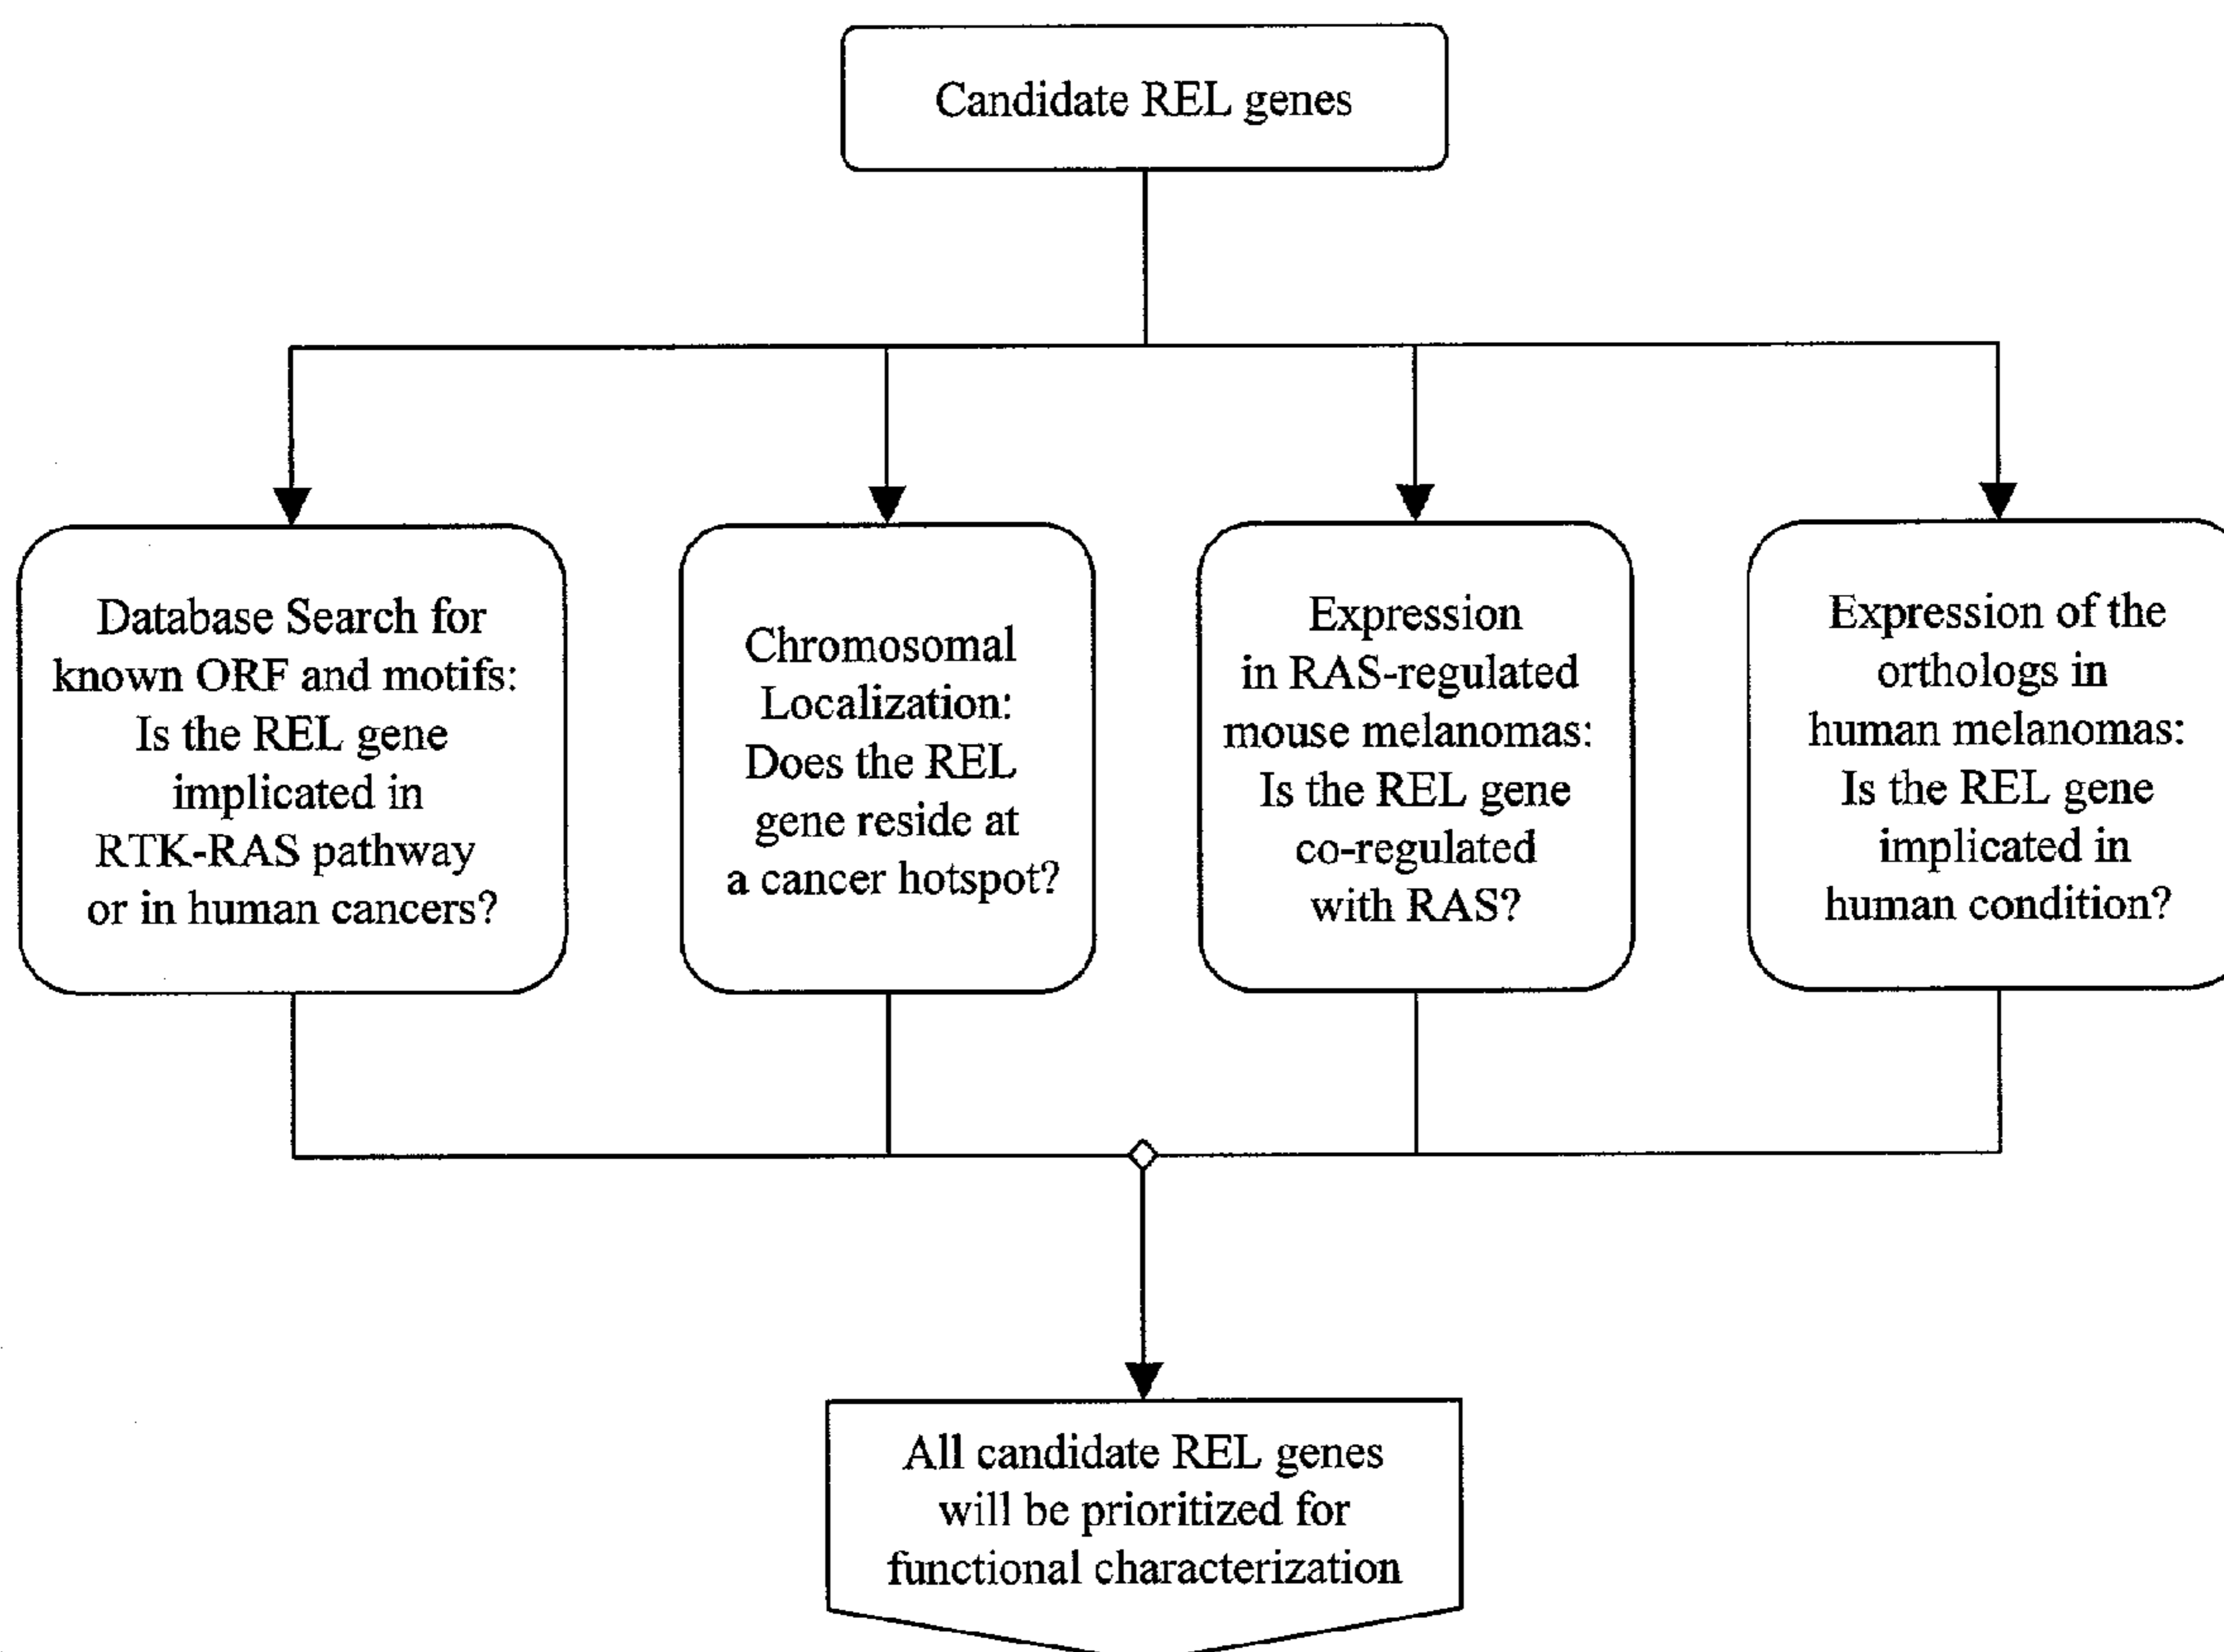 Candidate REL genes
Database Search for
known ORF and motifs:
Is the REL gene
implicated in
RTK-RAS pathway
or in human cancers?
Chromosomal
Localization:
Does the REL
gene reside at
a cancer hotspot?
Expression
in RAS-regulated
mouse melanomas:
Is the REL gene
co-regulated
with RAS?
Expression of the
orthologs in
human melanomas:
Is the REL gene
implicated in
human condition?
All candidate REL genes
will be prioritized for
functional characterization